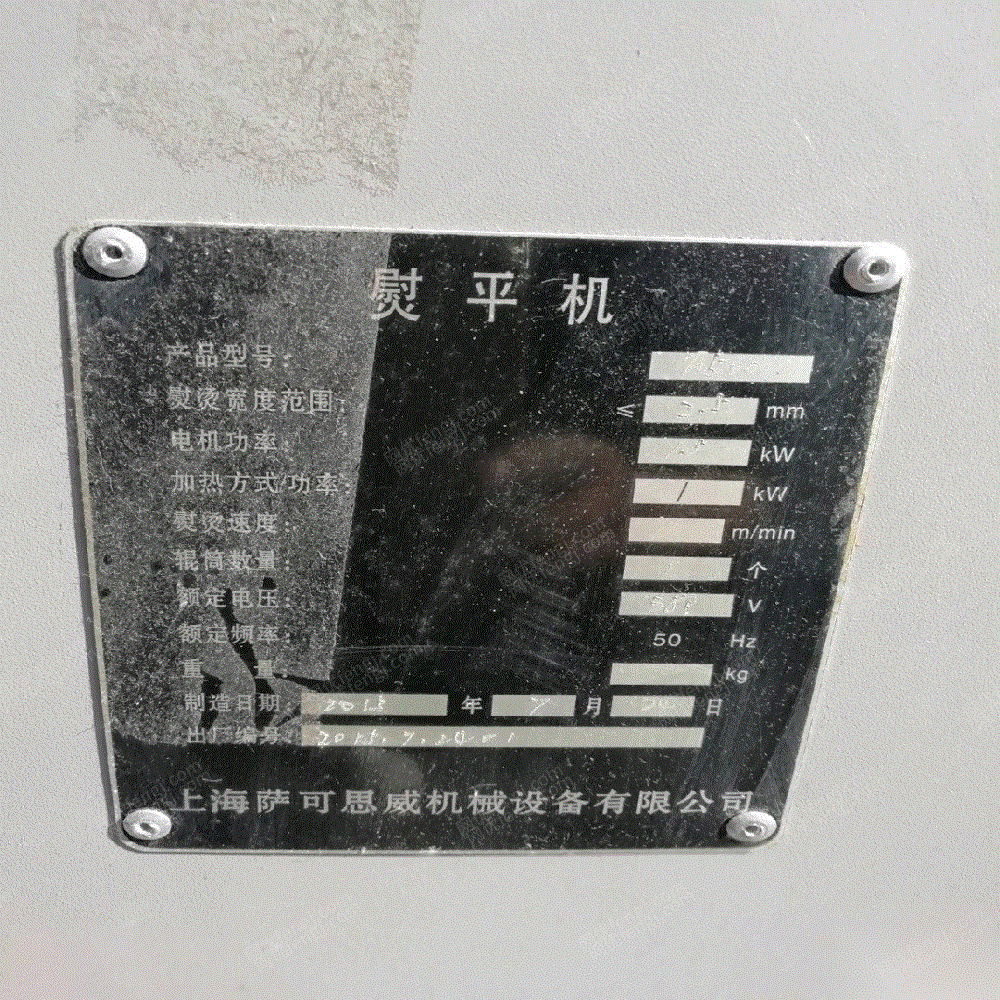 熨平机
产品型号：
熨烫宽度范围： ≤ mm
电机功率： kW
加热方式/功率： / kW
熨烫速度： m/min
辊筒数量： 个
额定电压： V
额定频率： 50 Hz
重 量： kg
制造日期： 年 7 月 日
出厂编号：
上海萨可思威机械设备有限公司